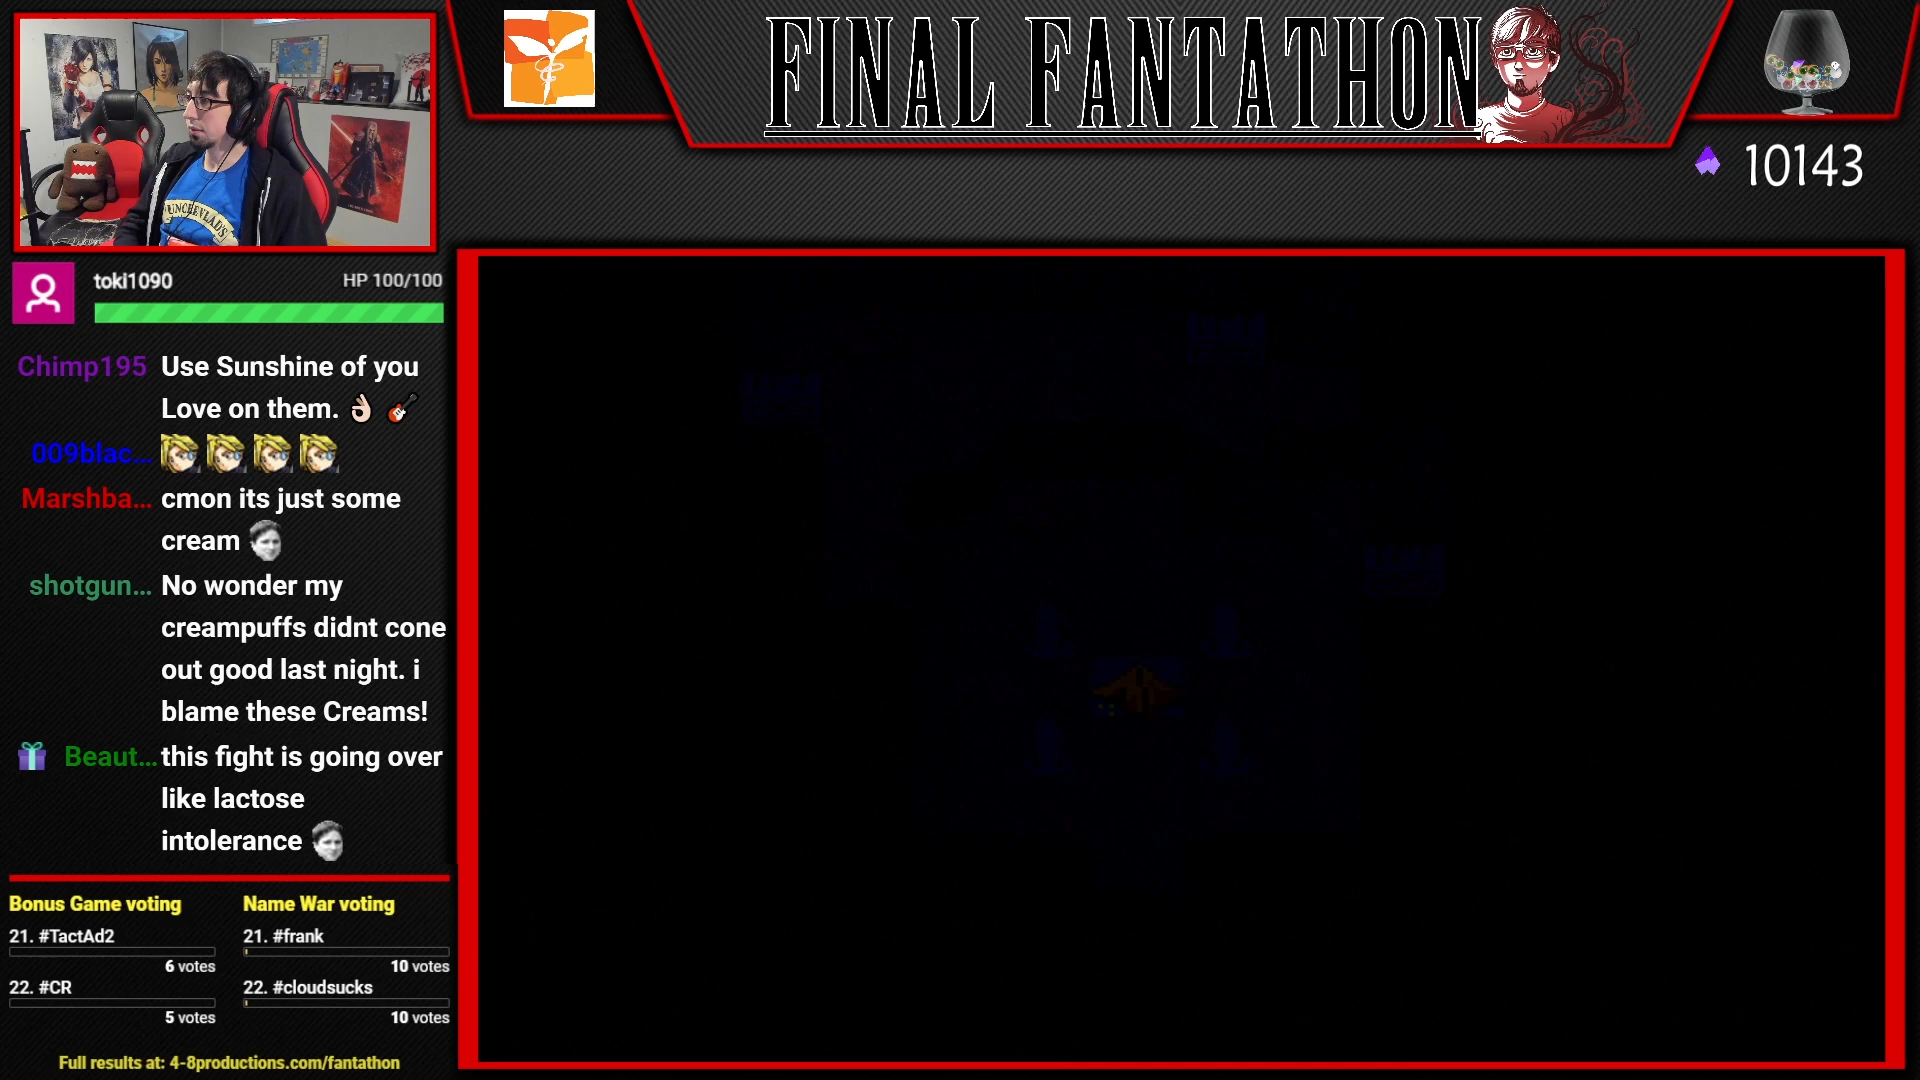 FINAL FANTATHON
10143
UNCLE VLAD'S
toki1090 HP 100/100
Chimp195 Use Sunshine of you
Love on them.
009blac...
Marshba... cmon its just some
cream
shotgun... No wonder my
creampuffs didnt cone
out good last night. i
blame these Creams!
Beaut... this fight is going over
like lactose
intolerance
Bonus Game voting Name War voting
21. #TactAd2 21. #frank
6 votes 10 votes
22. #CR 22. #cloudsucks
5 votes 10 votes
Full results at: 4-8productions.com/fantathon